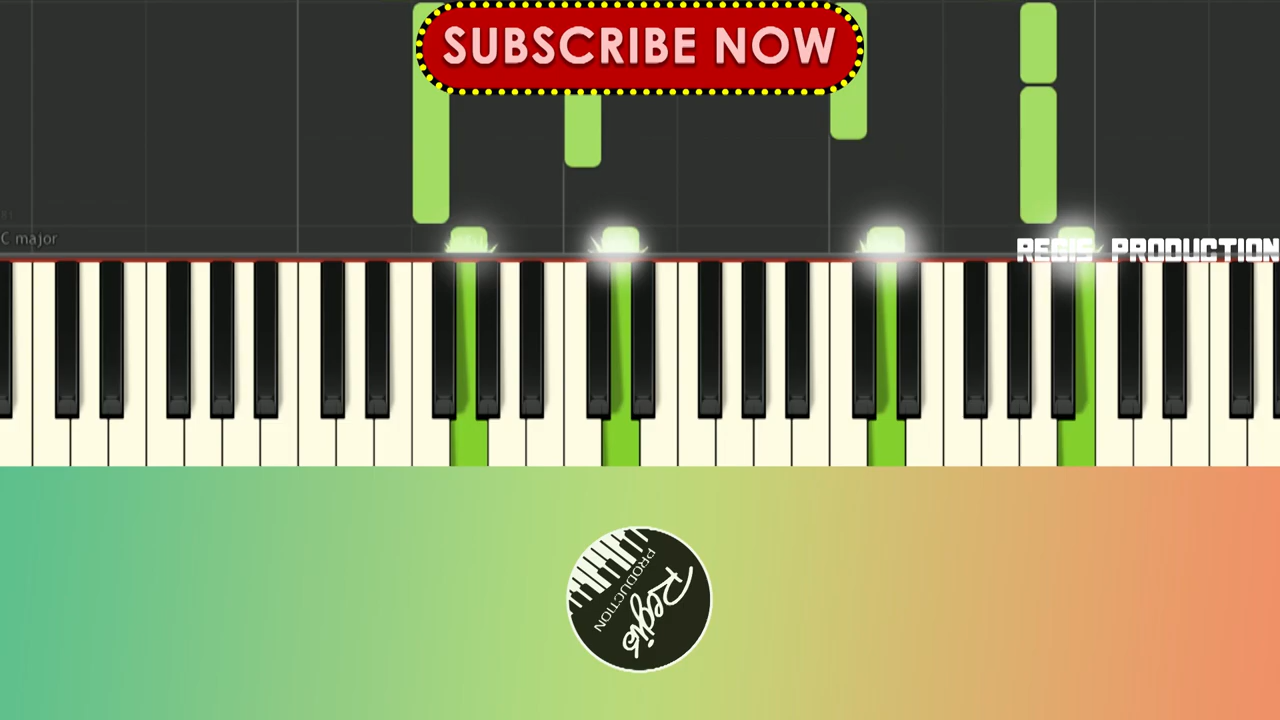 SUBSCRIBE NOW
C major
REGIS PRODUCTION
Regis
PRODUCTION